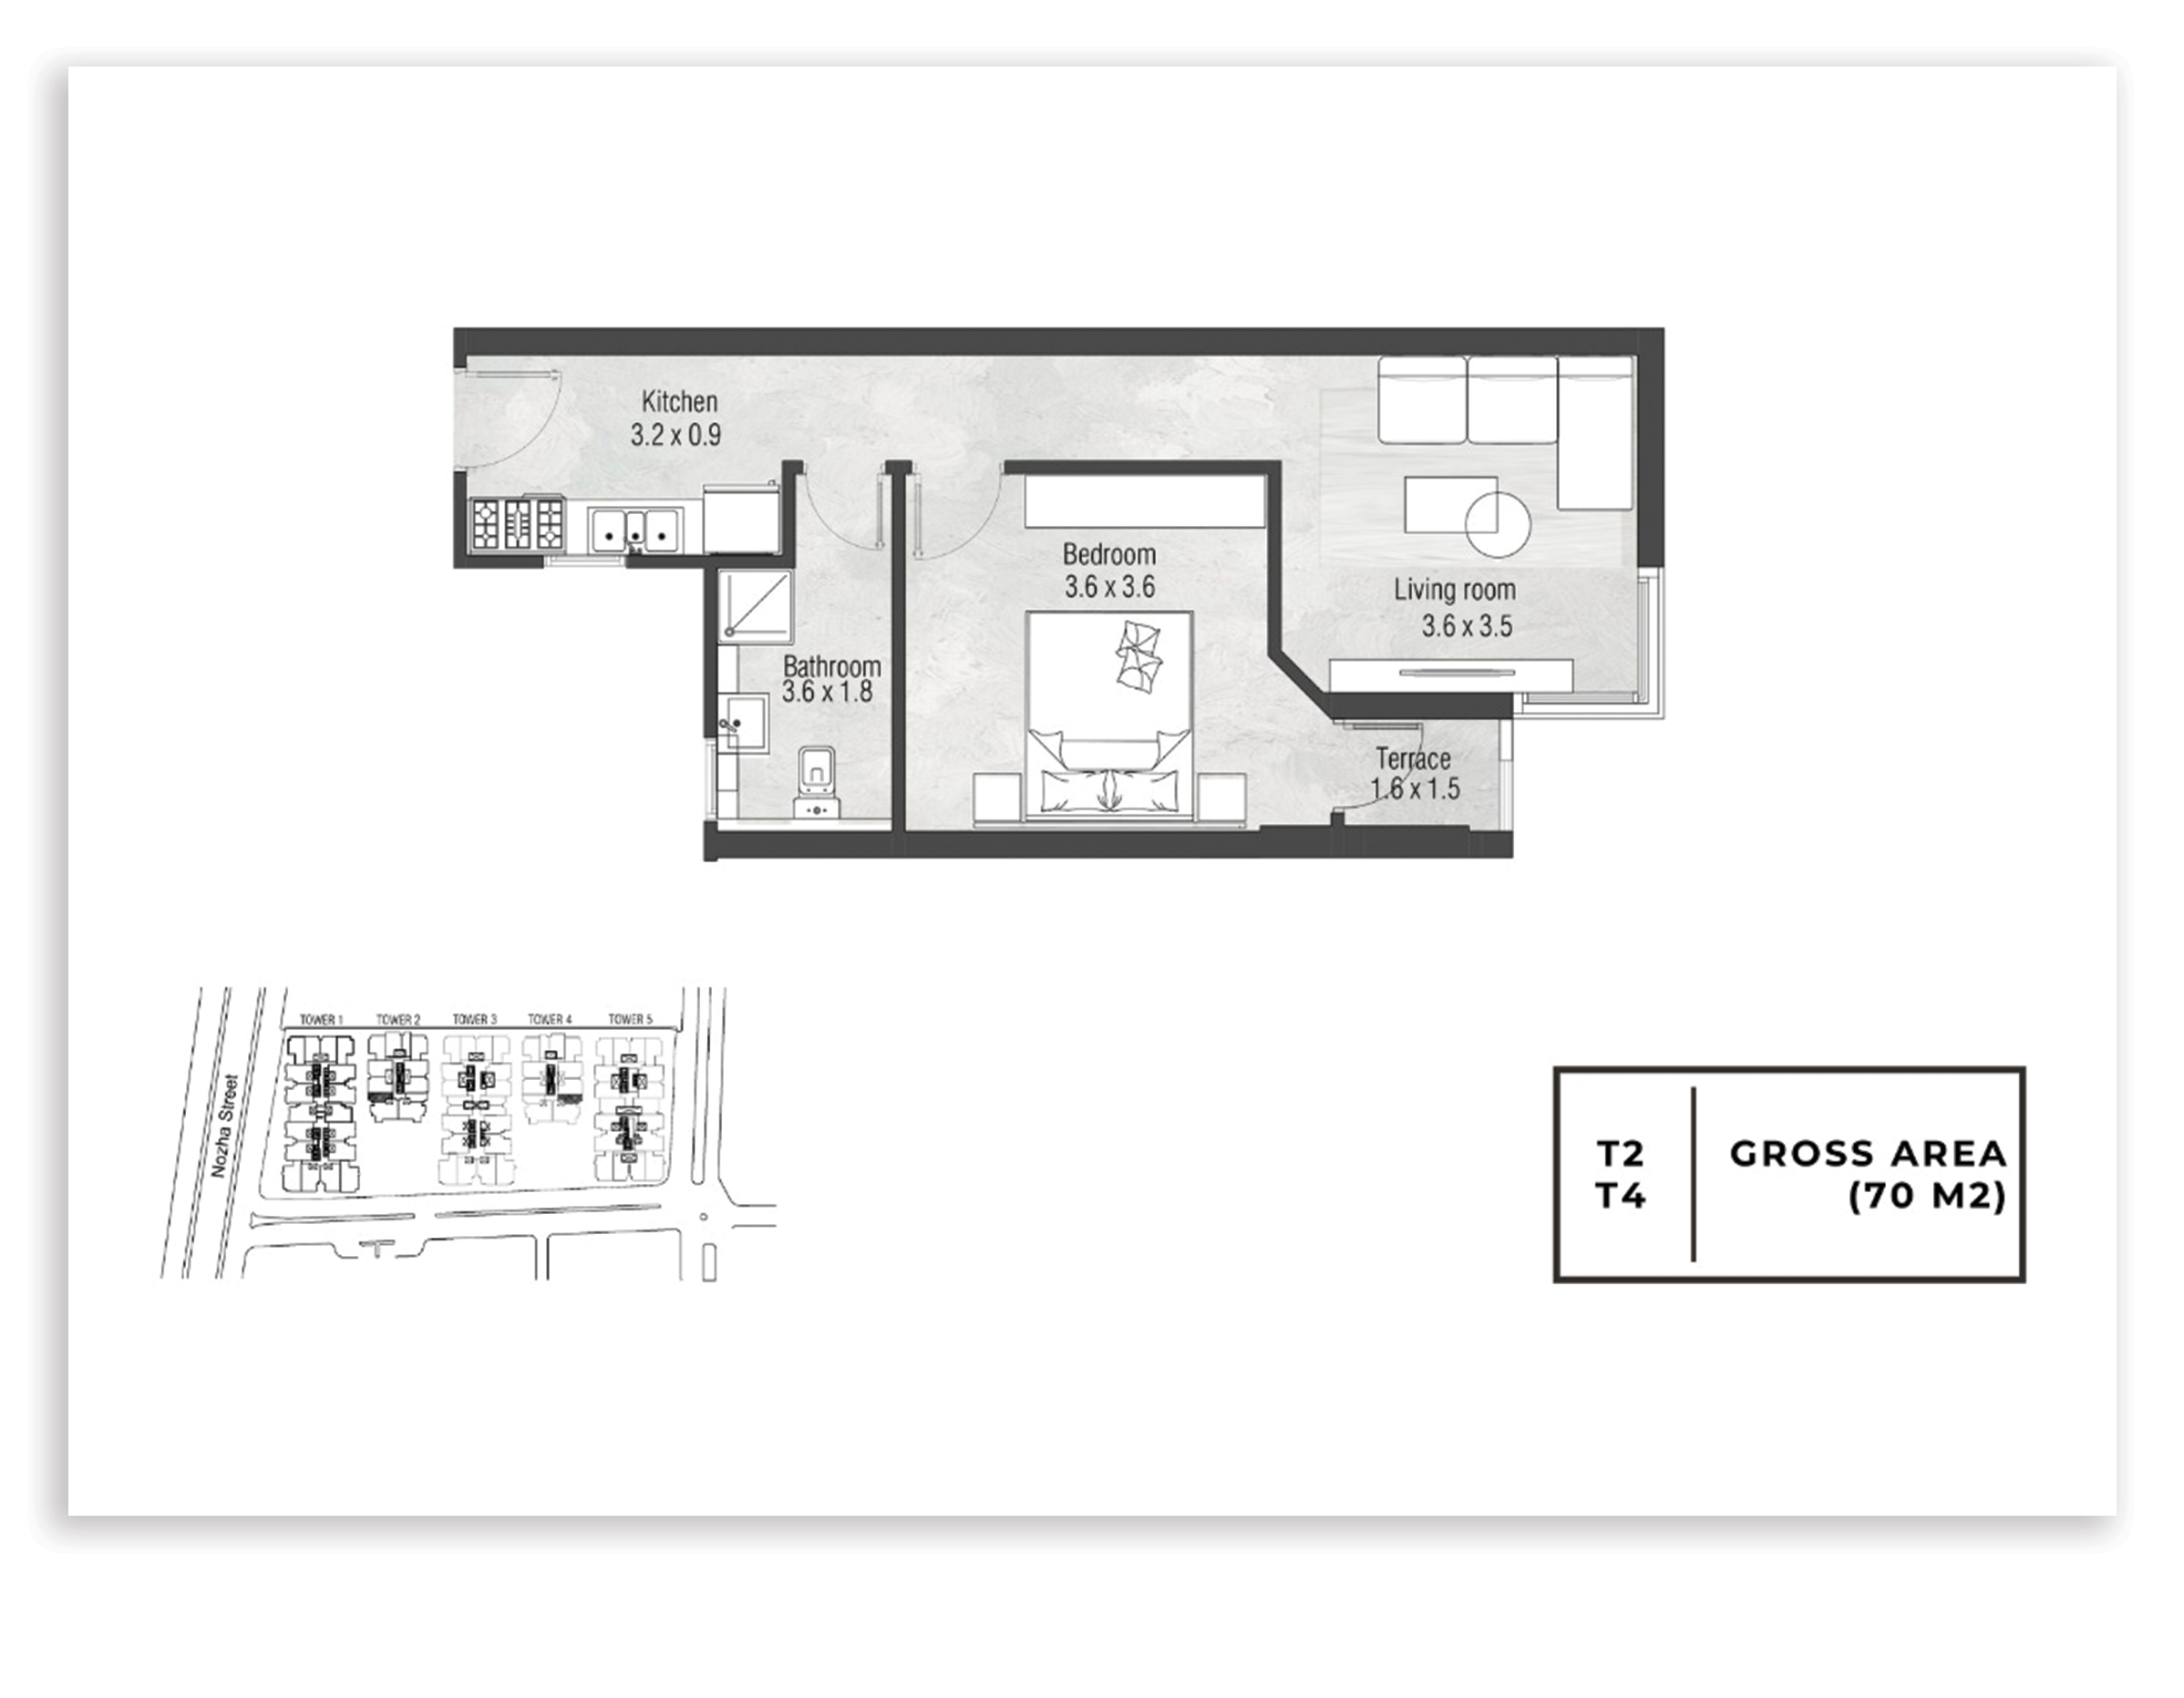 Kitchen
3.2 x 0.9
Bedroom
3.6 x 3.6
Living room
3.6 x 3.5
Bathroom
3.6 x 1.8
Terrace
1.6 x 1.5
TOWER 1 TOWER 2 TOWER 3 TOWER 4 TOWER 5
Nozha Street
T2
T4
GROSS AREA
(70 M2)